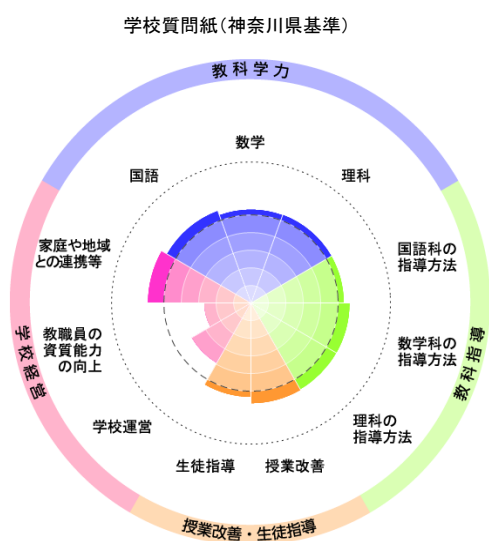 学校質問紙(神奈川県基準)
教科学力
数学
国語
理科
家庭や地域
との連携等
国語科の
指導方法
教職員の
資質能力
の向上
数学科の
指導方法
学校経営
教科指導
学校運営
理科の
指導方法
生徒指導
授業改善
授業改善・生徒指導